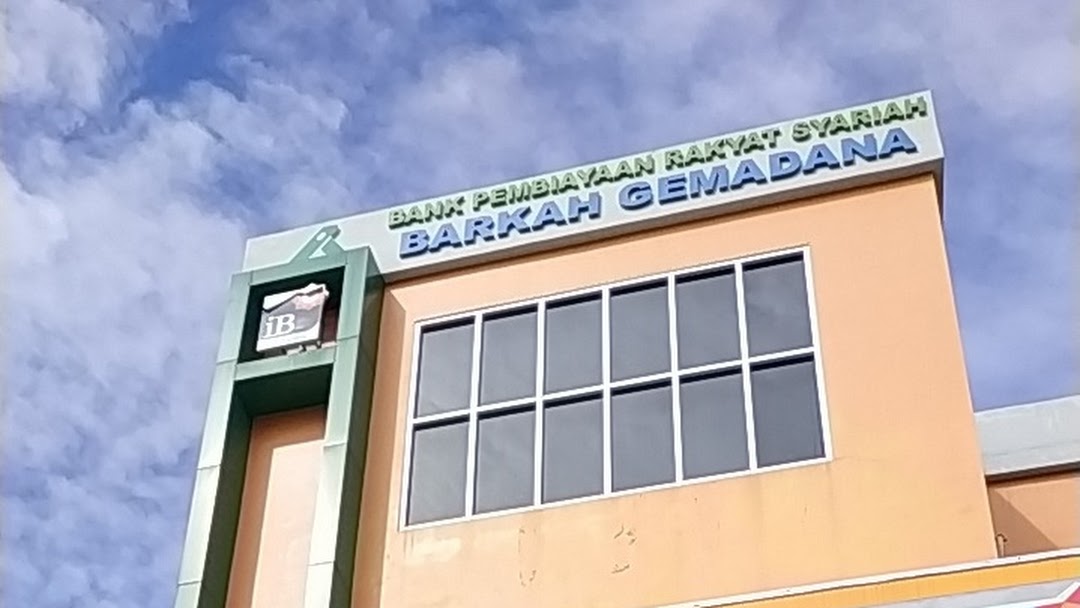 BANK PEMBIAYAAN RAKYAT SYARIAH
BARKAH GEMADANA
iB